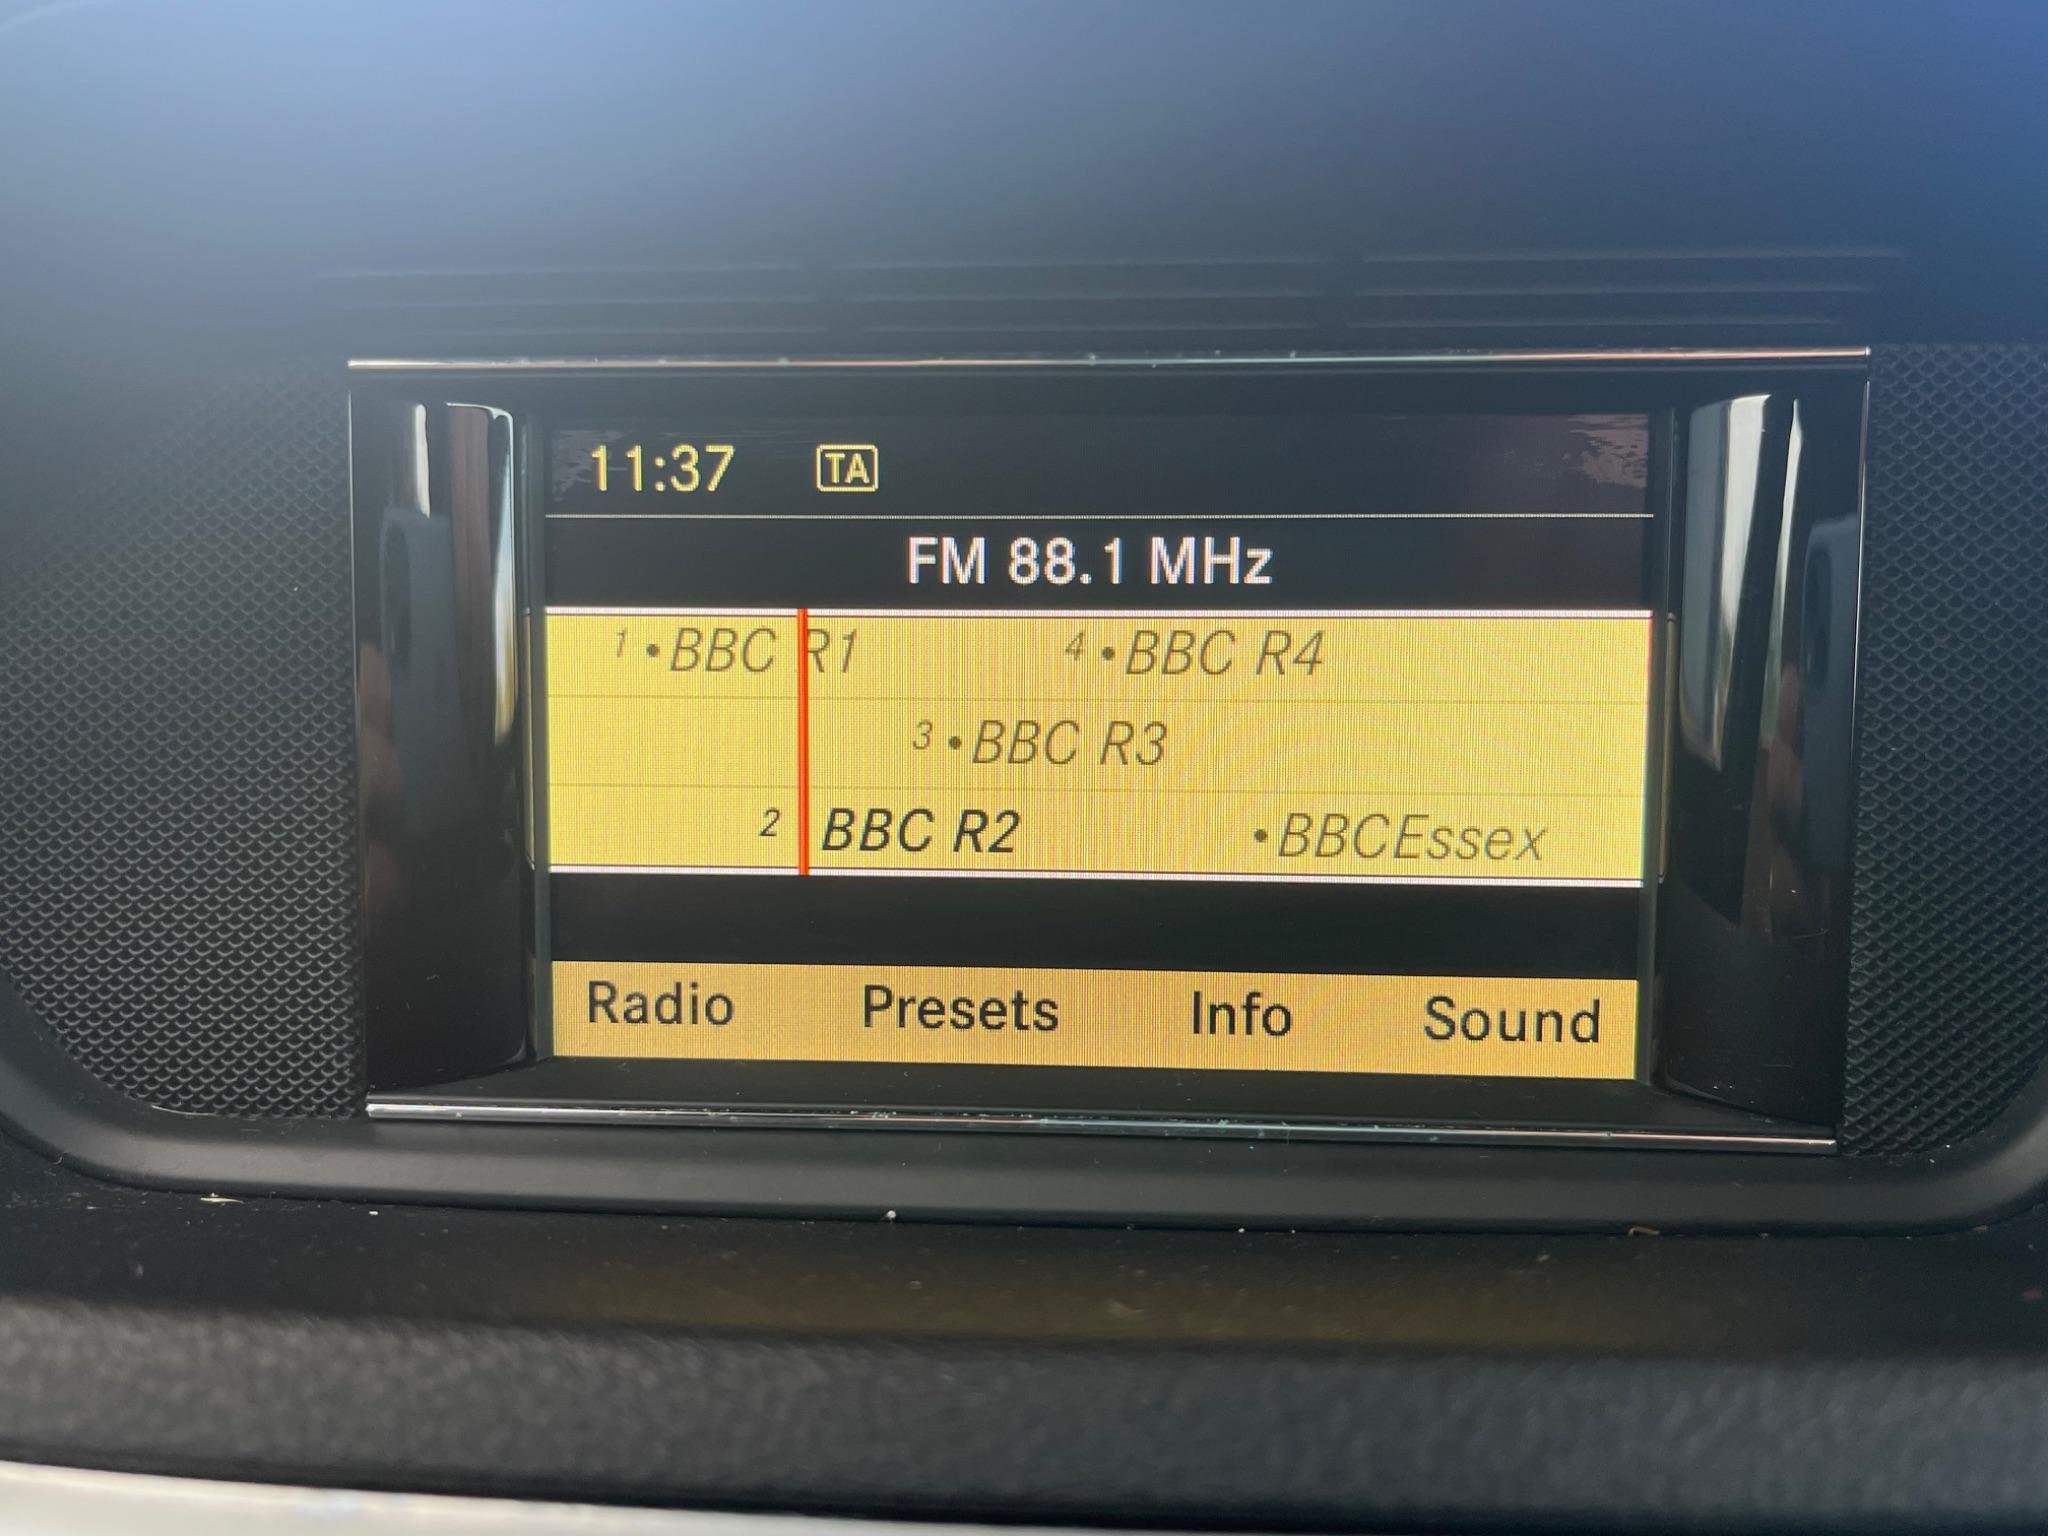 11:37 TA
FM 88.1 MHz
1 •BBC R1 4 •BBC R4
3 •BBC R3
2 BBC R2 •BBCEssex
Radio Presets Info Sound